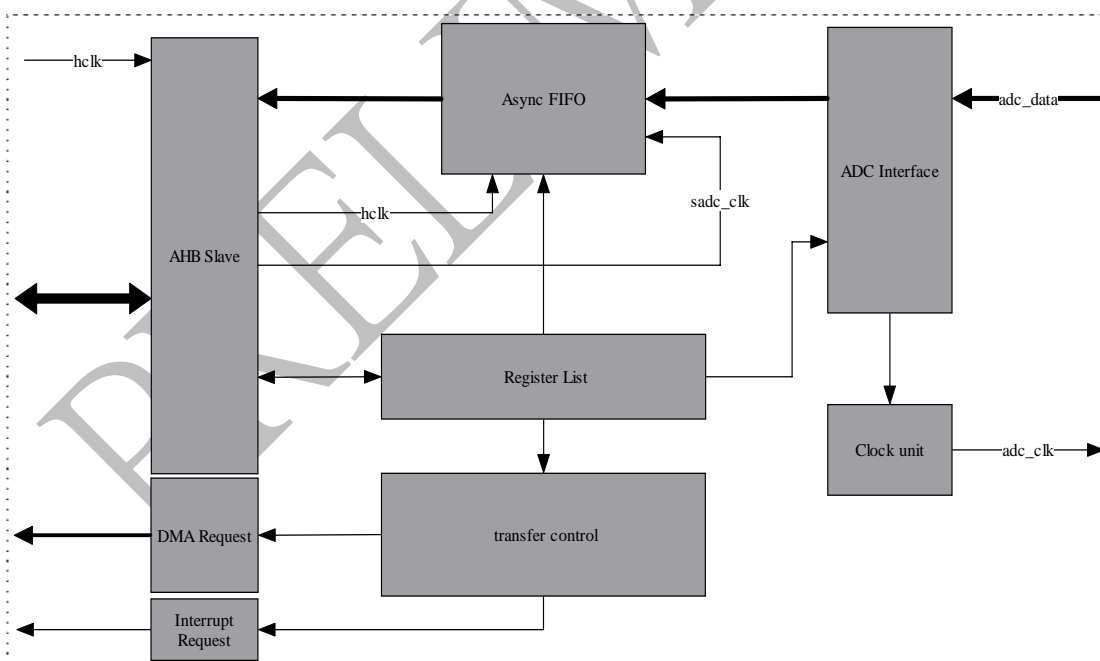 hclk
Async FIFO
adc_data
ADC Interface
hclk
sadc_clk
AHB Slave
Register List
Clock unit
adc_clk
DMA Request
transfer control
Interrupt
Request